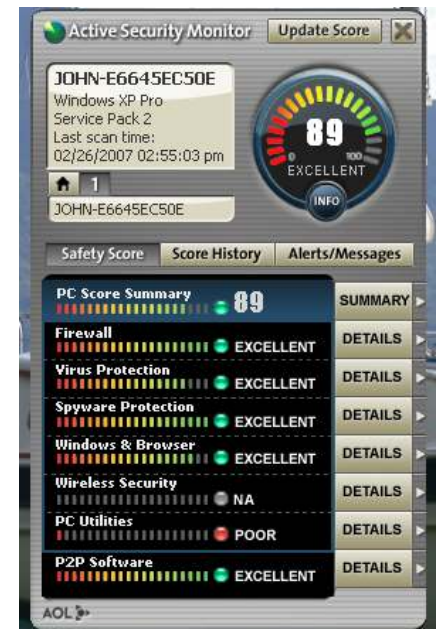 Active Security Monitor
Update Score
JOHN-E6645EC50E
Windows XP Pro
Service Pack 2
Last scan time:
02/26/2007 02:55:03 pm
1
JOHN-E6645EC50E
89
0 100
EXCELLENT
INFO
Safety Score Score History Alerts/Messages
PC Score Summary 89 SUMMARY
Firewall EXCELLENT DETAILS
Virus Protection EXCELLENT DETAILS
Spyware Protection EXCELLENT DETAILS
Windows & Browser EXCELLENT DETAILS
Wireless Security NA DETAILS
PC Utilities POOR DETAILS
P2P Software EXCELLENT DETAILS
AOL